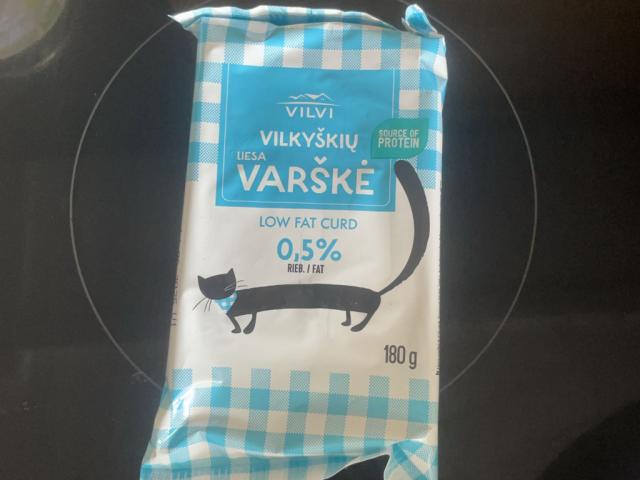 VILVI
VILKYŠKIŲ
LIESA
VARŠKĖ
SOURCE OF
PROTEIN
LOW FAT CURD
0,5%
RIEB. / FAT
180 g